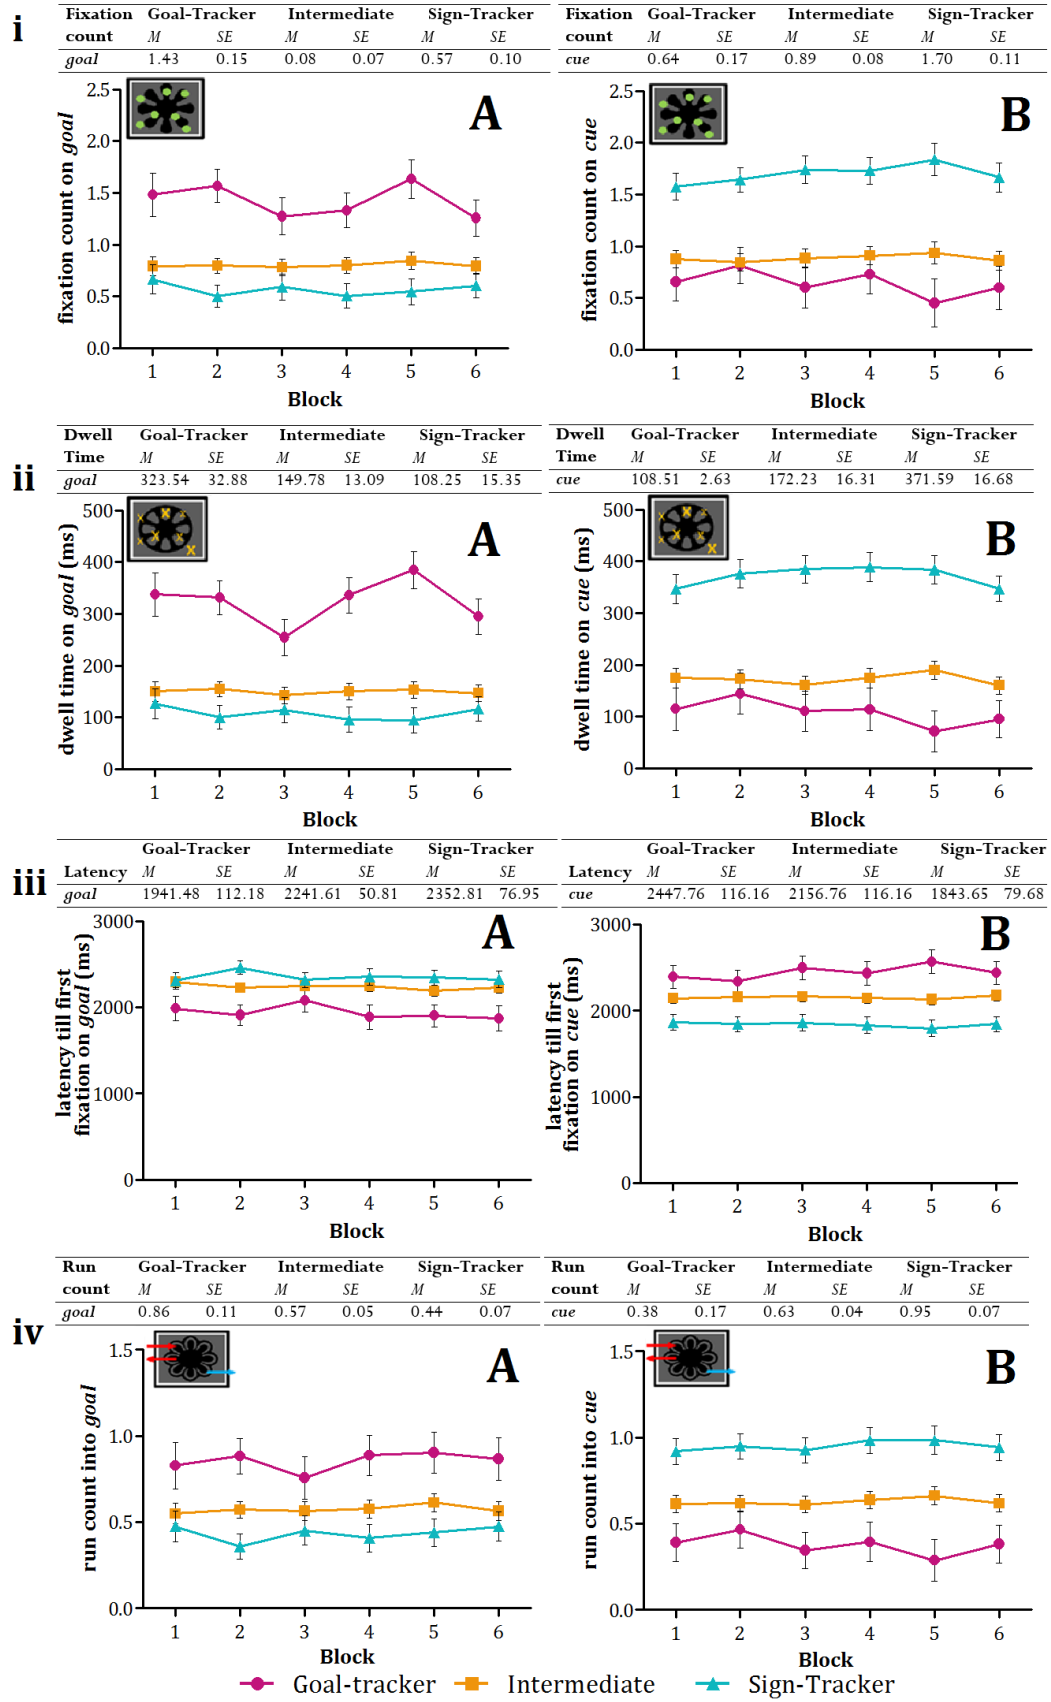 i
Fixation Goal-Tracker Intermediate Sign-Tracker
count M SE M SE M SE
goal 1.43 0.15 0.08 0.07 0.57 0.10
Fixation Goal-Tracker Intermediate Sign-Tracker
count M SE M SE M SE
cue 0.64 0.17 0.89 0.08 1.70 0.11
A
fixation count on goal
2.5
2.0
1.5
1.0
0.5
0.0
1 2 3 4 5 6
Block
B
fixation count on cue
2.5
2.0
1.5
1.0
0.5
0.0
1 2 3 4 5 6
Block
ii
Dwell Goal-Tracker Intermediate Sign-Tracker
Time M SE M SE M SE
goal 323.54 32.88 149.78 13.09 108.25 15.35
Dwell Goal-Tracker Intermediate Sign-Tracker
Time M SE M SE M SE
cue 108.51 2.63 172.23 16.31 371.59 16.68
A
dwell time on goal (ms)
500
400
300
200
100
0
1 2 3 4 5 6
Block
B
dwell time on cue (ms)
500
400
300
200
100
0
1 2 3 4 5 6
Block
iii
Goal-Tracker Intermediate Sign-Tracker
Latency M SE M SE M SE
goal 1941.48 112.18 2241.61 50.81 2352.81 76.95
Goal-Tracker Intermediate Sign-Tracker
Latency M SE M SE M SE
cue 2447.76 116.16 2156.76 116.16 1843.65 79.68
A
latency till first
fixation on goal (ms)
3000
2000
1000
0
1 2 3 4 5 6
Block
B
latency till first
fixation on cue (ms)
3000
2000
1000
0
1 2 3 4 5 6
Block
iv
Run Goal-Tracker Intermediate Sign-Tracker
count M SE M SE M SE
goal 0.86 0.11 0.57 0.05 0.44 0.07
Run Goal-Tracker Intermediate Sign-Tracker
count M SE M SE M SE
cue 0.38 0.17 0.63 0.04 0.95 0.07
A
run count into goal
1.5
1.0
0.5
0.0
1 2 3 4 5 6
Block
B
run count into cue
1.5
1.0
0.5
0.0
1 2 3 4 5 6
Block
Goal-tracker Intermediate Sign-Tracker